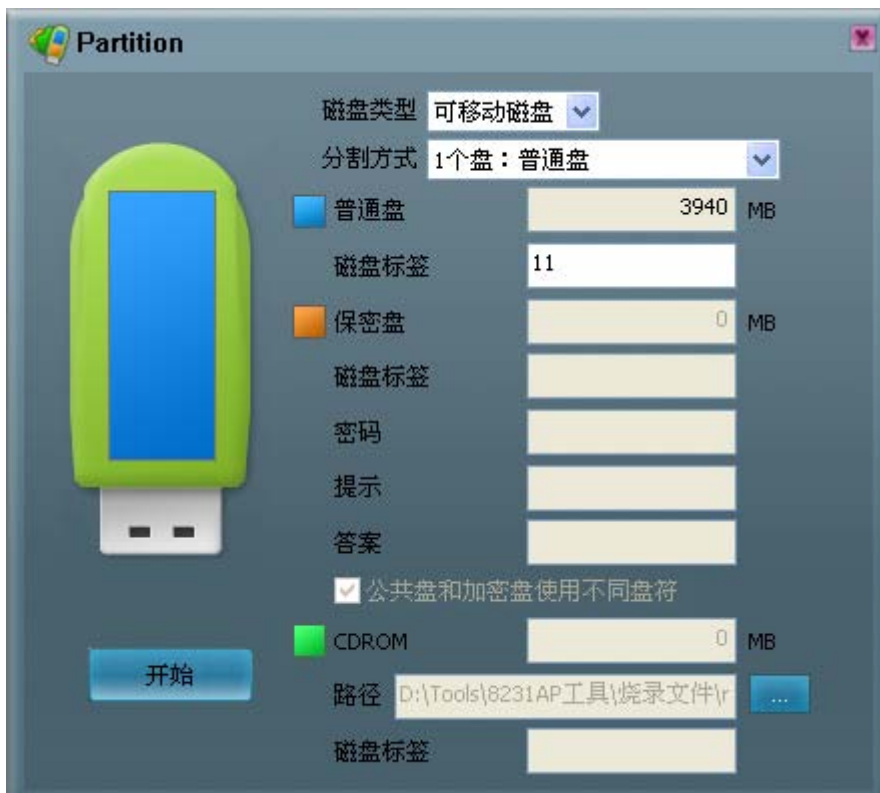 Partition
磁盘类型 可移动磁盘
分割方式 1个盘：普通盘
普通盘 3940 MB
磁盘标签 11
保密盘 0 MB
磁盘标签
密码
提示
答案
公共盘和加密盘使用不同盘符
CDROM 0 MB
开始
路径 D:\Tools\8231AP工具\烧录文件\r ...
磁盘标签